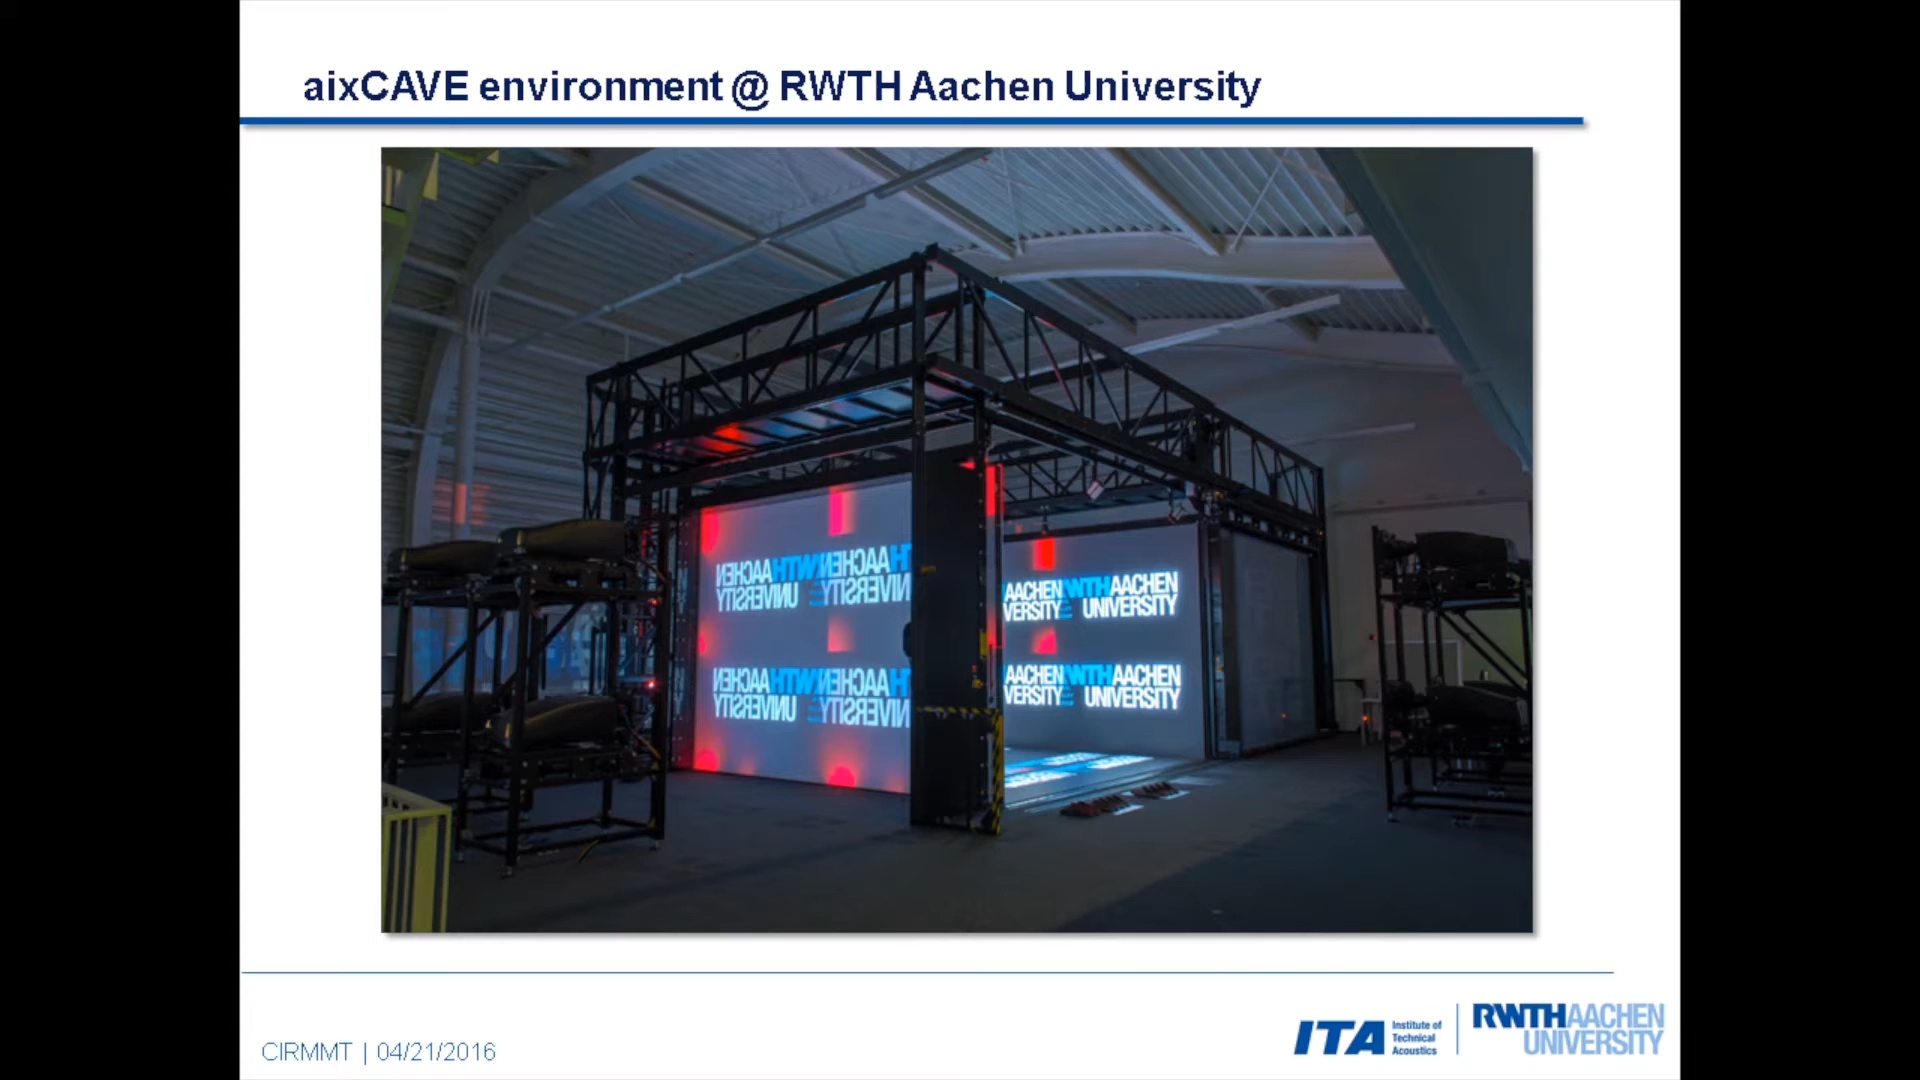 aixCAVE environment @ RWTH Aachen University
AACHEN RWTH AACHEN
VERSITY UNIVERSITY
AACHEN RWTH AACHEN
VERSITY UNIVERSITY
CIRMMT | 04/21/2016
ITA Institute of
Technical
Acoustics
RWTH AACHEN
UNIVERSITY